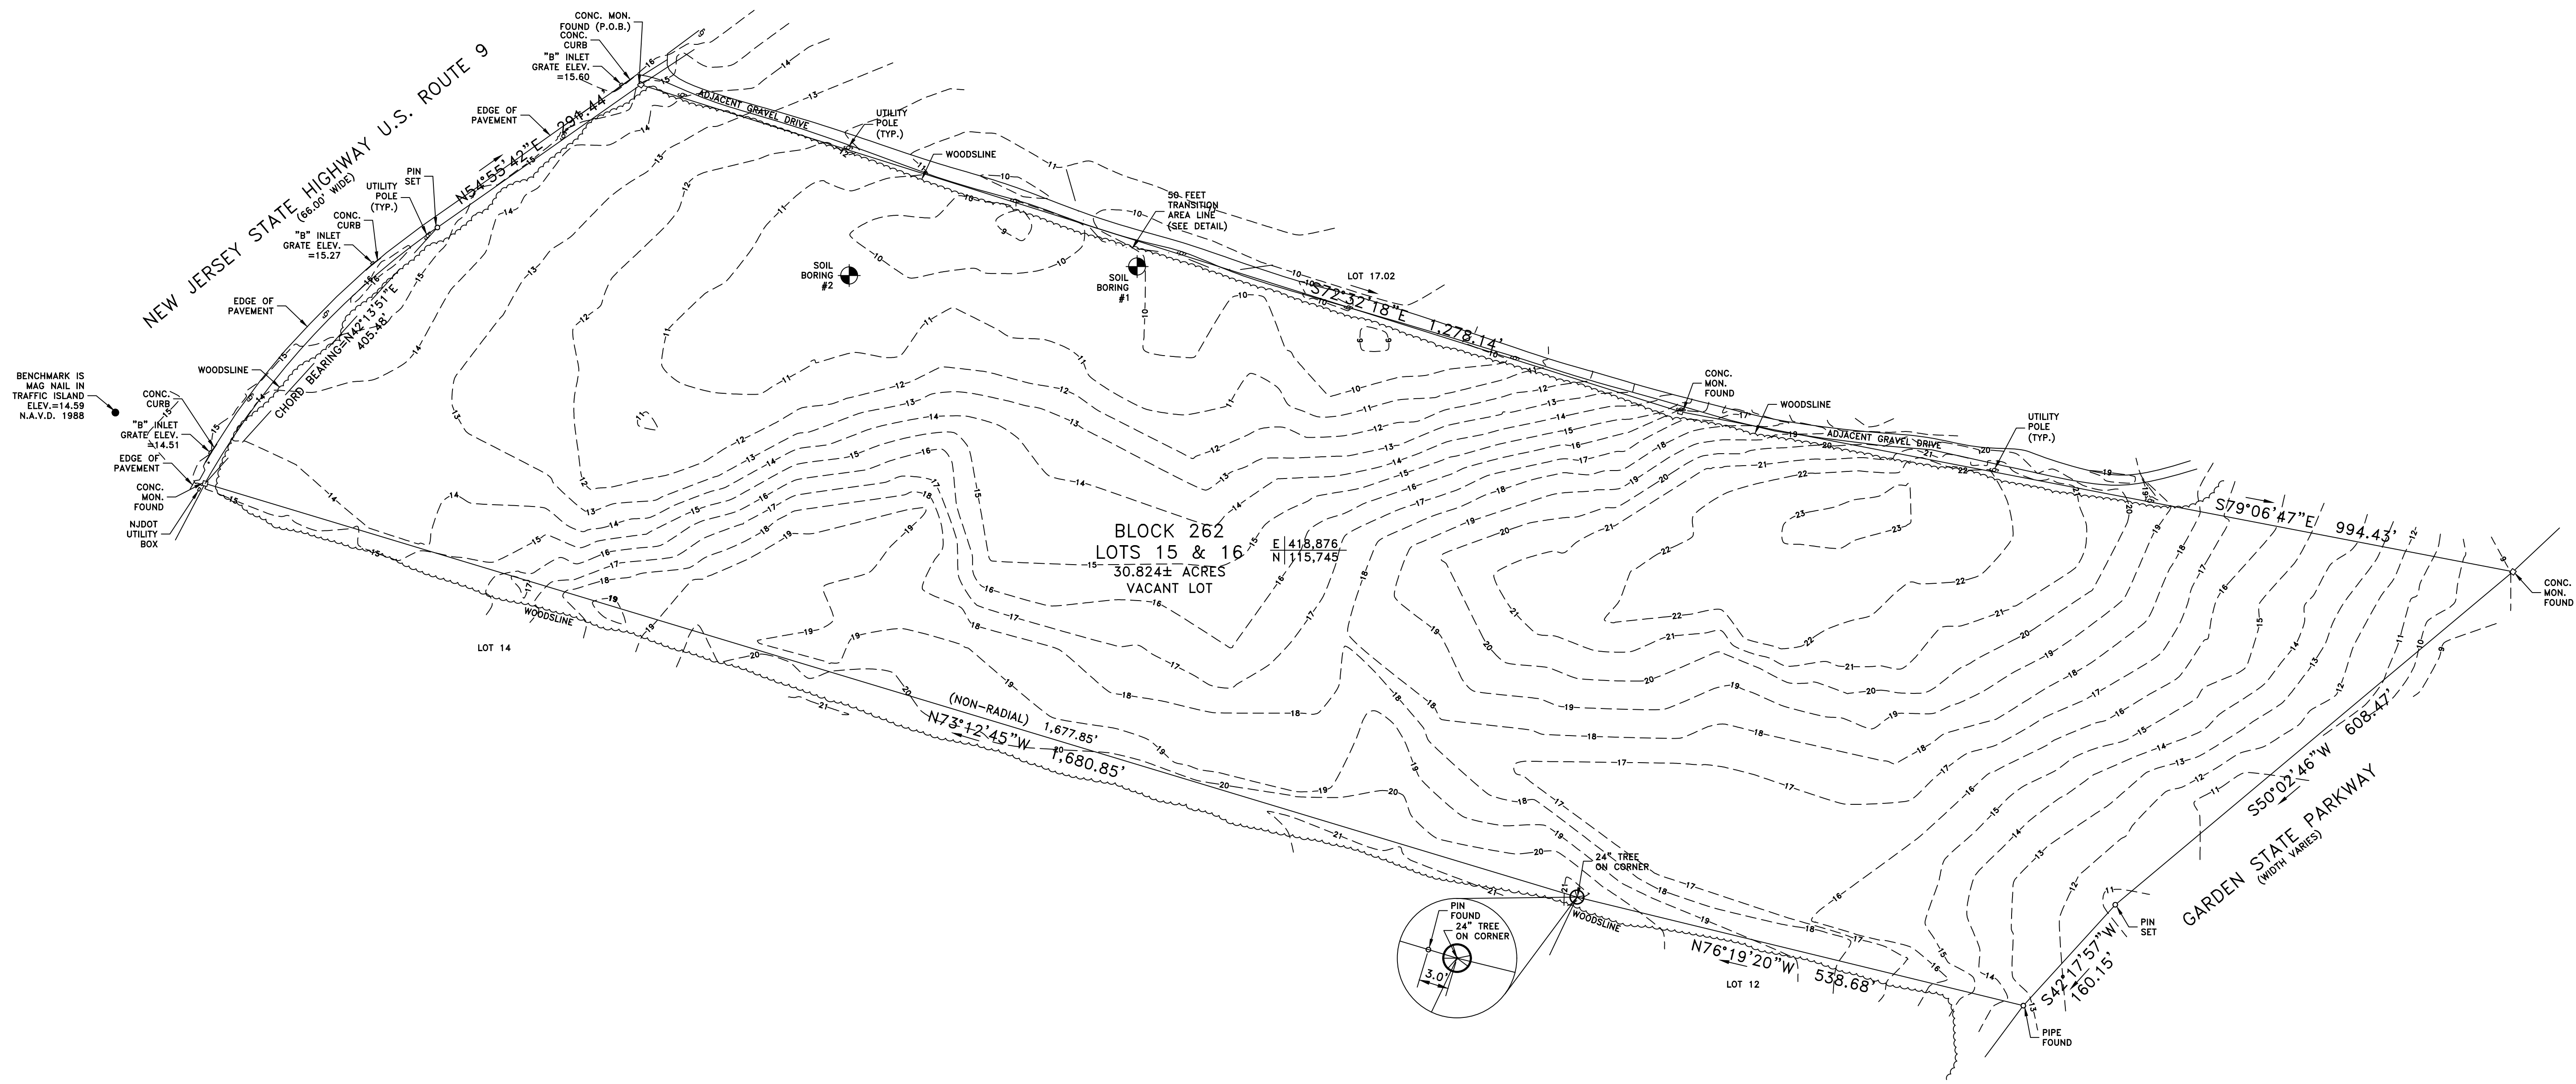 CONC. MON.
FOUND (P.O.B.)
CONC.
CURB
"B" INLET
GRATE ELEV.
=15.60
EDGE OF
PAVEMENT
NEW JERSEY STATE HIGHWAY U.S. ROUTE 9
(66.00' WIDE)
N54°55'42"E 291.44'
PIN
SET
UTILITY
POLE
(TYP.)
CONC.
CURB
"B" INLET
GRATE ELEV.
=15.27
EDGE OF
PAVEMENT
CHORD BEARING=N42°13'51"E
405.48'
WOODSLINE
BENCHMARK IS
MAG NAIL IN
TRAFFIC ISLAND
ELEV.=14.59
N.A.V.D. 1988
CONC.
CURB
"B" INLET
GRATE ELEV.
=14.51
EDGE OF
PAVEMENT
CONC.
MON.
FOUND
NJDOT
UTILITY
BOX
ADJACENT GRAVEL DRIVE
UTILITY
POLE
(TYP.)
WOODSLINE
50 FEET
TRANSITION
AREA LINE
(SEE DETAIL)
SOIL
BORING
#2
SOIL
BORING
#1
LOT 17.02
S72°32'18"E 1,278.14'
CONC.
MON.
FOUND
WOODSLINE
ADJACENT GRAVEL DRIVE
UTILITY
POLE
(TYP.)
S79°06'47"E 994.43'
CONC.
MON.
FOUND
BLOCK 262
LOTS 15 & 16
30.824± ACRES
VACANT LOT
E 418,876
N 115,745
WOODSLINE
LOT 14
(NON-RADIAL) 1,677.85'
N73°12'45"W 1,680.85'
24" TREE
ON CORNER
WOODSLINE
PIN
FOUND
24" TREE
ON CORNER
3.0'
N76°19'20"W 538.68'
LOT 12
S50°02'46"W 608.47'
GARDEN STATE PARKWAY
(WIDTH VARIES)
PIN
SET
S42°17'57"W
160.15'
PIPE
FOUND